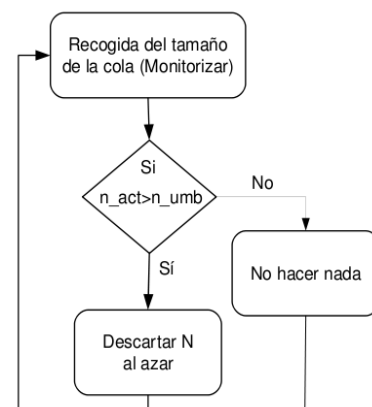 Recogida del tamaño
de la cola (Monitorizar)
Si
n_act>n_umb
No
Sí
No hacer nada
Descartar N
al azar